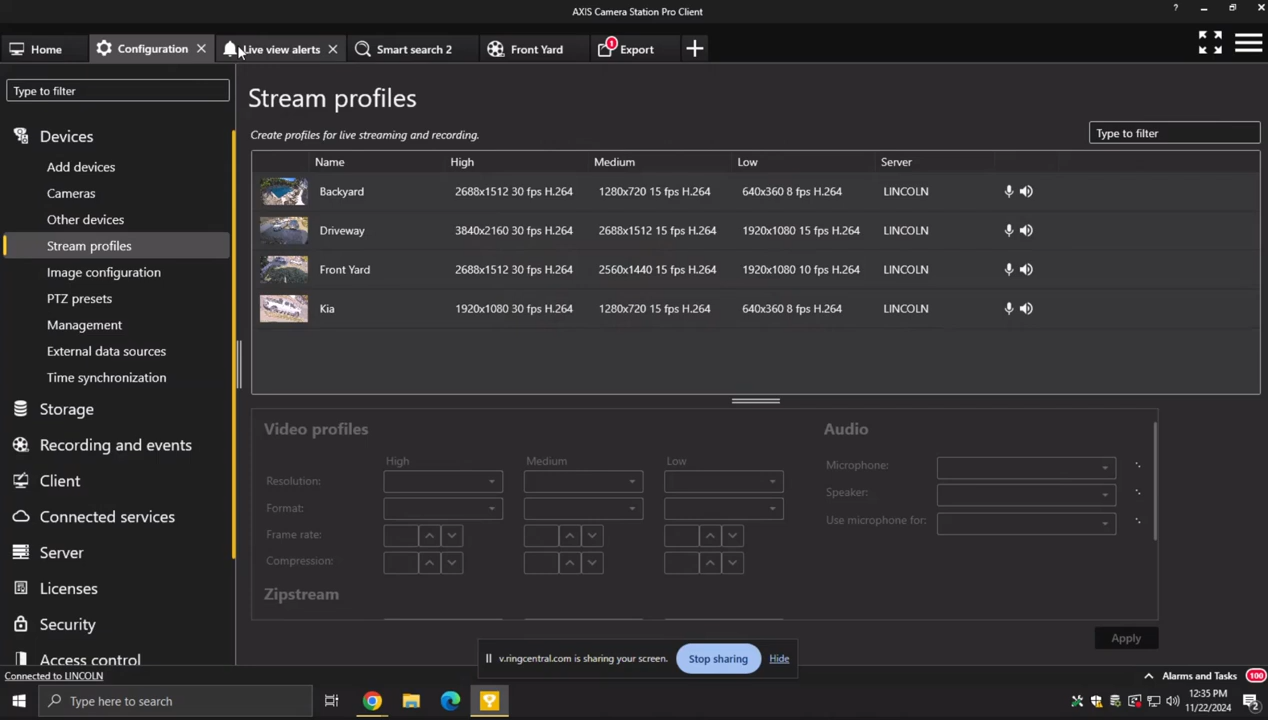 AXIS Camera Station Pro Client
?
Home
Configuration
Live view alerts
Smart search 2
Front Yard
1
Export
Type to filter
Devices
Add devices
Cameras
Other devices
Stream profiles
Image configuration
PTZ presets
Management
External data sources
Time synchronization
Storage
Recording and events
Client
Connected services
Server
Licenses
Security
Access control
Stream profiles
Create profiles for live streaming and recording.
Type to filter
Name High Medium Low Server
Backyard 2688x1512 30 fps H.264 1280x720 15 fps H.264 640x360 8 fps H.264 LINCOLN
Driveway 3840x2160 30 fps H.264 2688x1512 15 fps H.264 1920x1080 15 fps H.264 LINCOLN
Front Yard 2688x1512 30 fps H.264 2560x1440 15 fps H.264 1920x1080 10 fps H.264 LINCOLN
Kia 1920x1080 30 fps H.264 1280x720 15 fps H.264 640x360 8 fps H.264 LINCOLN
Video profiles
High Medium Low
Resolution:
Format:
Frame rate:
Compression:
Zipstream
Audio
Microphone:
Speaker:
Use microphone for:
Apply
v.ringcentral.com is sharing your screen. Stop sharing Hide
Connected to LINCOLN
Alarms and Tasks 100
Type here to search
12:35 PM
11/22/2024
2